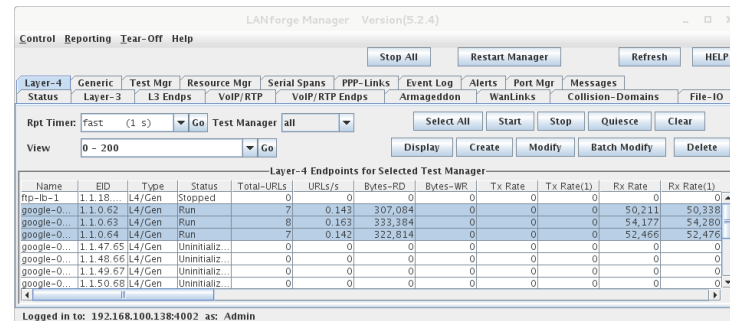 LANforge Manager Version(5.2.4)
Control Reporting Tear-Off Help
Stop All Restart Manager Refresh HELP
Layer-4 Generic Test Mgr Resource Mgr Serial Spans PPP-Links Event Log Alerts Port Mgr Messages
Status Layer-3 L3 Endps VoIP/RTP VoIP/RTP Endps Armageddon WanLinks Collision-Domains File-IO
Rpt Timer: fast (1 s) Go Test Manager all Select All Start Stop Quiesce Clear
View 0 - 200 Go Display Create Modify Batch Modify Delete
Layer-4 Endpoints for Selected Test Manager
Name EID Type Status Total-URLs URLs/s Bytes-RD Bytes-WR Tx Rate Tx Rate(1) Rx Rate Rx Rate(1)
ftp-lb-1 1.1.18.... L4/Gen Stopped 0 0 0 0 0 0 0 0
google-0... 1.1.0.62 L4/Gen Run 7 0.143 307,084 0 0 0 50,211 50,338
google-0... 1.1.0.63 L4/Gen Run 8 0.163 333,384 0 0 0 54,177 54,280
google-0... 1.1.0.64 L4/Gen Run 7 0.142 322,814 0 0 0 52,466 52,476
google-0... 1.1.47.65 L4/Gen Uninitializ... 0 0 0 0 0 0 0 0
google-0... 1.1.48.66 L4/Gen Uninitializ... 0 0 0 0 0 0 0 0
google-0... 1.1.49.67 L4/Gen Uninitializ... 0 0 0 0 0 0 0 0
google-0... 1.1.50.68 L4/Gen Uninitializ... 0 0 0 0 0 0 0 0
Logged in to: 192.168.100.138:4002 as: Admin